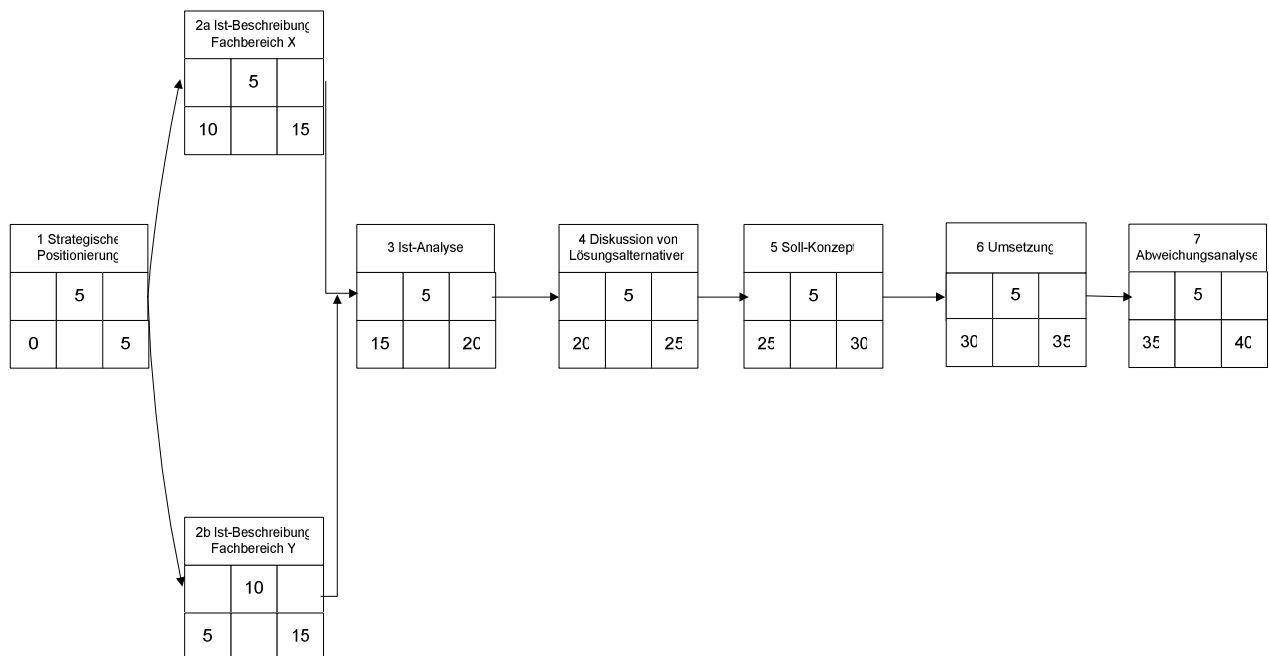 2a Ist-Beschreibung
Fachbereich X
5
10 15
1 Strategische
Positionierung
5
0 5
3 Ist-Analyse
5
15 20
4 Diskussion von
Lösungsalternativen
5
20 25
5 Soll-Konzept
5
25 30
6 Umsetzung
5
30 35
7
Abweichungsanalyse
5
35 40
2b Ist-Beschreibung
Fachbereich Y
10
5 15